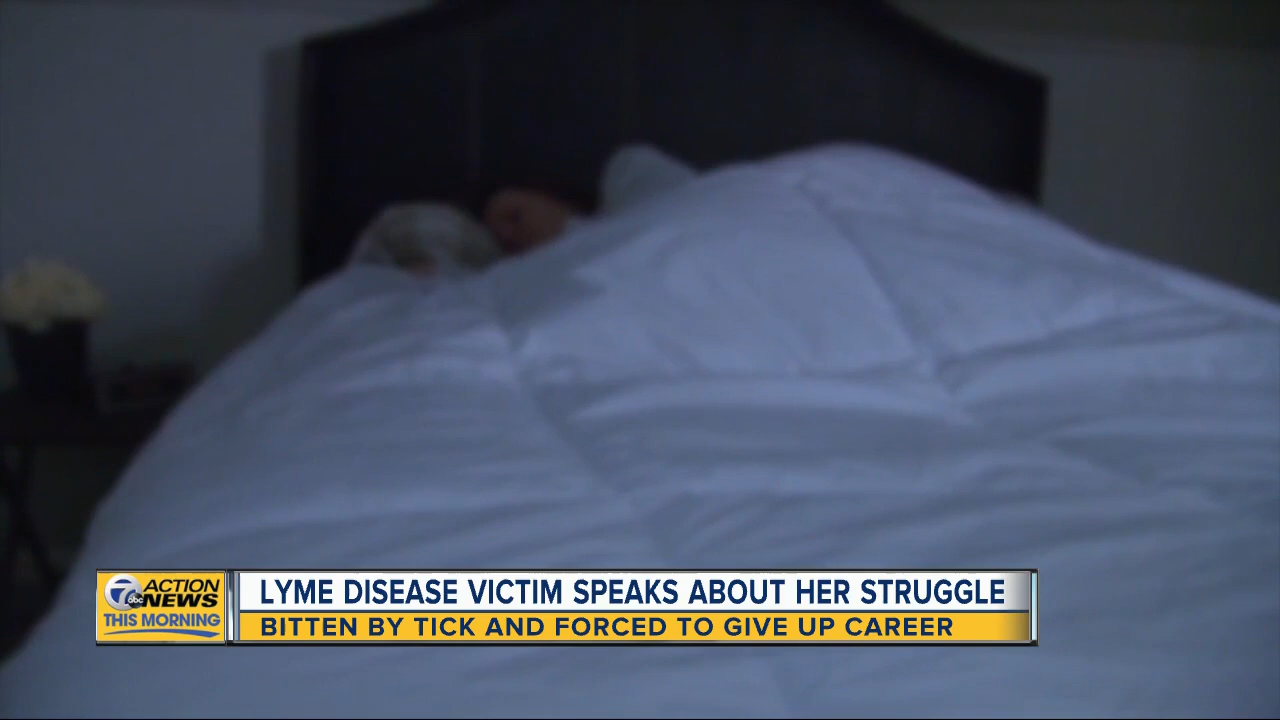 7 abc ACTION NEWS
THIS MORNING
LYME DISEASE VICTIM SPEAKS ABOUT HER STRUGGLE
BITTEN BY TICK AND FORCED TO GIVE UP CAREER